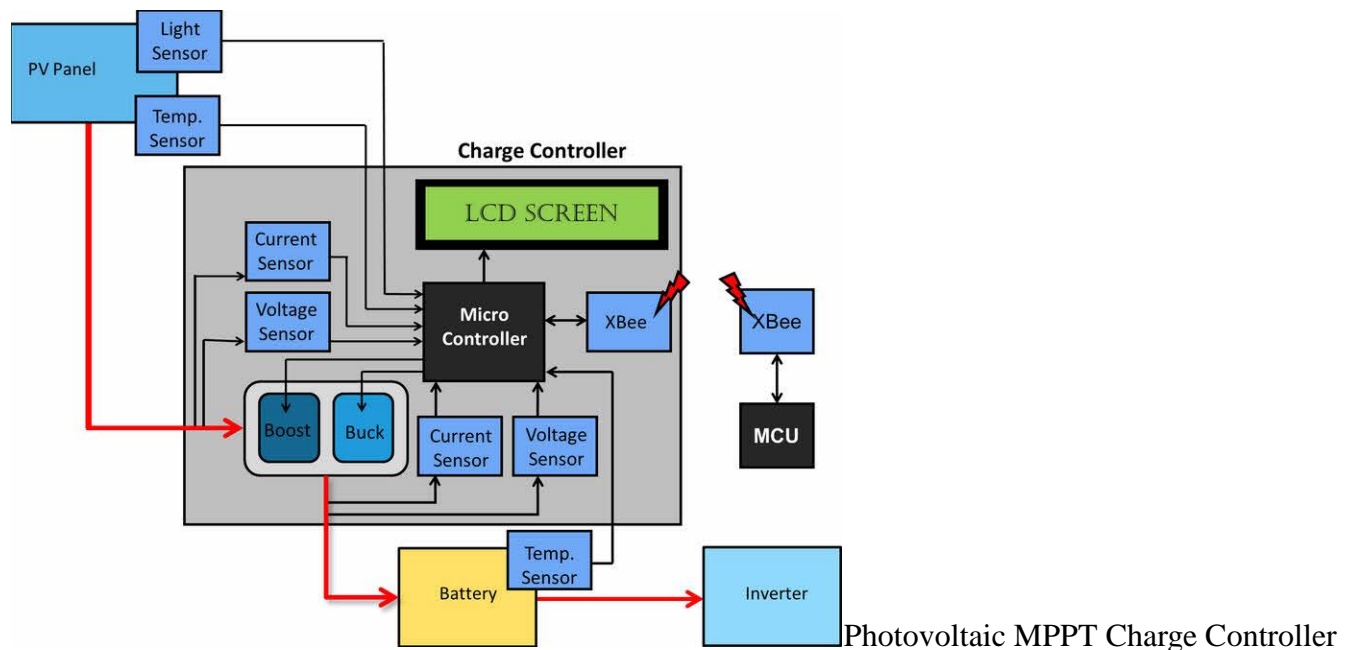 Light
Sensor
PV Panel
Temp.
Sensor
Charge Controller
LCD SCREEN
Current
Sensor
Voltage
Sensor
Micro
Controller
XBee
XBee
Boost
Buck
Current
Sensor
Voltage
Sensor
MCU
Temp.
Sensor
Battery
Inverter
Photovoltaic MPPT Charge Controller